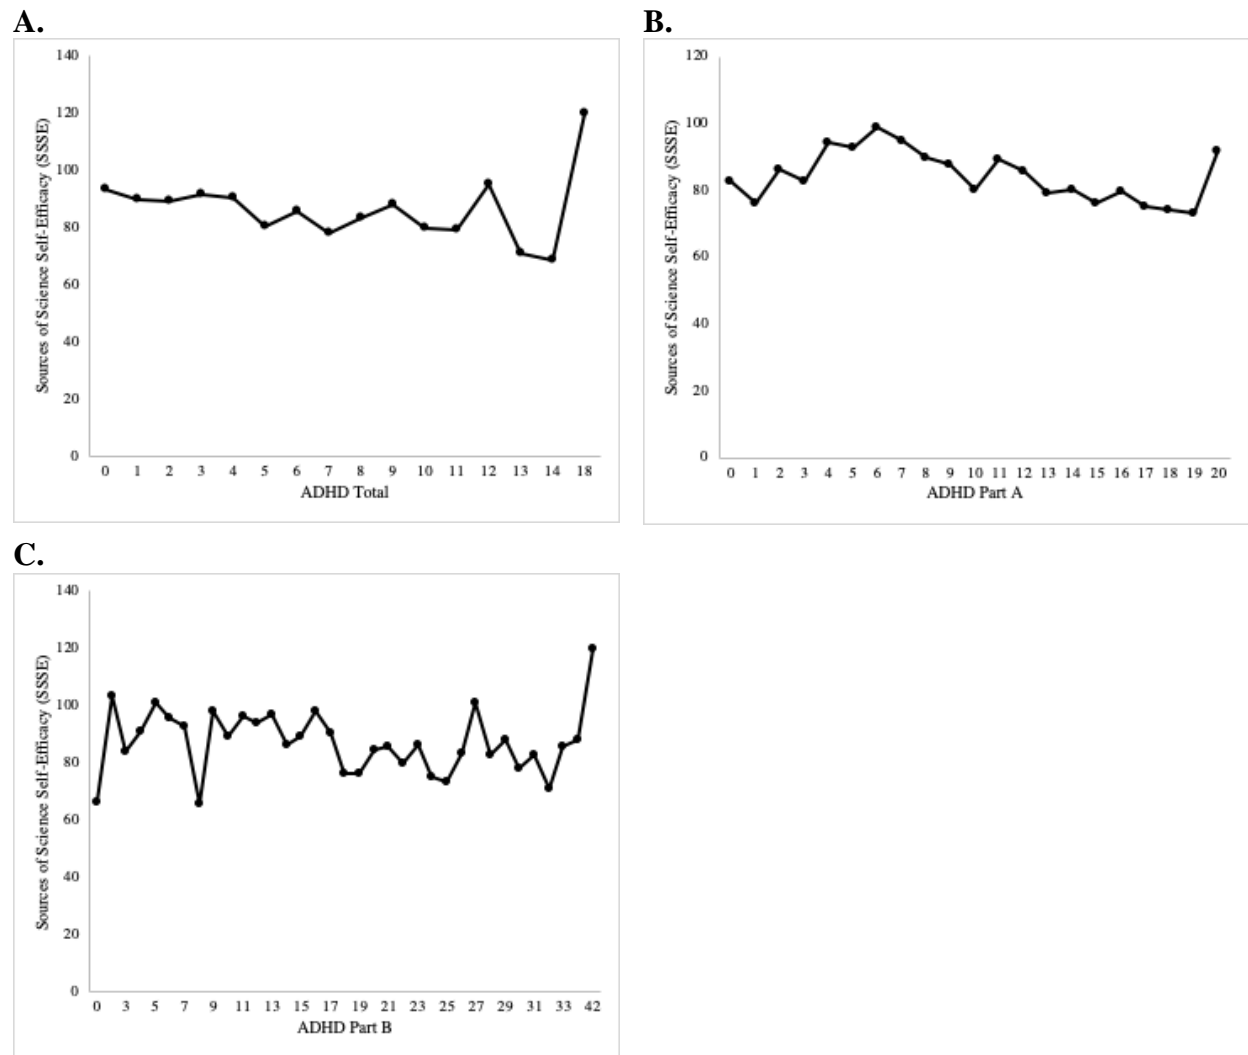 A.
140
120
100
80
60
40
20
0
Sources of Science Self-Efficacy (SSSE)
0 1 2 3 4 5 6 7 8 9 10 11 12 13 14 18
ADHD Total
B.
120
100
80
60
40
20
0
Sources of Science Self-Efficacy (SSSE)
0 1 2 3 4 5 6 7 8 9 10 11 12 13 14 15 16 17 18 19 20
ADHD Part A
C.
140
120
100
80
60
40
20
0
Sources of Science Self-Efficacy (SSSE)
0 3 5 7 9 11 13 15 17 19 21 23 25 27 29 31 33 42
ADHD Part B